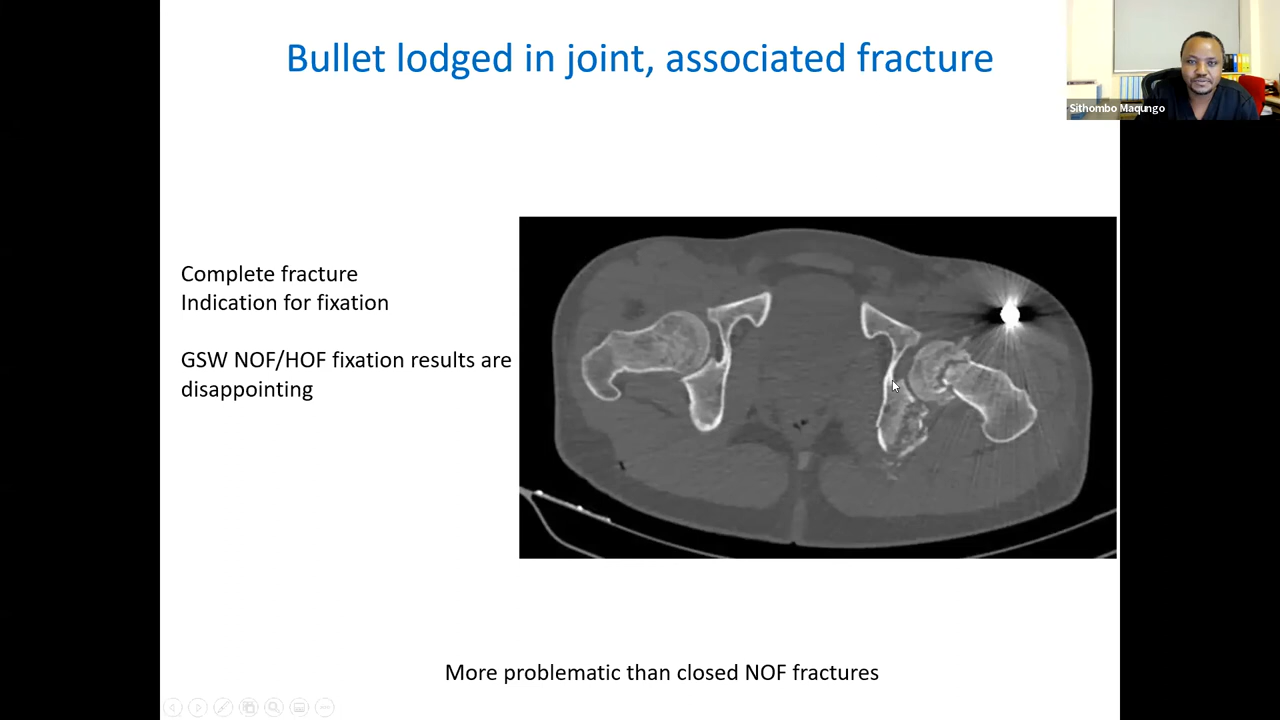 Bullet lodged in joint, associated fracture
Sithombo Maqungo
Complete fracture
Indication for fixation
GSW NOF/HOF fixation results are
disappointing
More problematic than closed NOF fractures